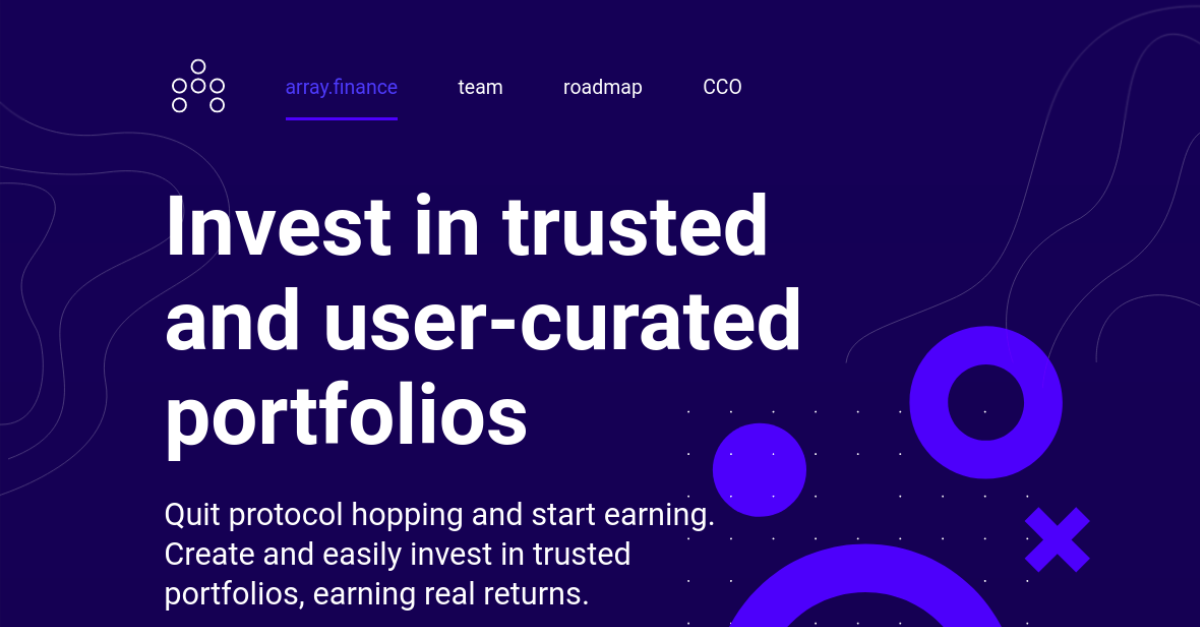 array.finance team roadmap CCO
Invest in trusted
and user-curated
portfolios
Quit protocol hopping and start earning.
Create and easily invest in trusted
portfolios, earning real returns.